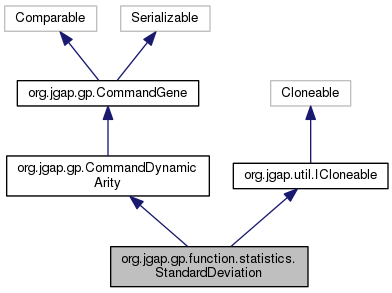 Comparable
Serializable
org.jgap.gp.CommandGene
Cloneable
org.jgap.gp.CommandDynamic
Arity
org.jgap.util.ICloneable
org.jgap.gp.function.statistics.
StandardDeviation